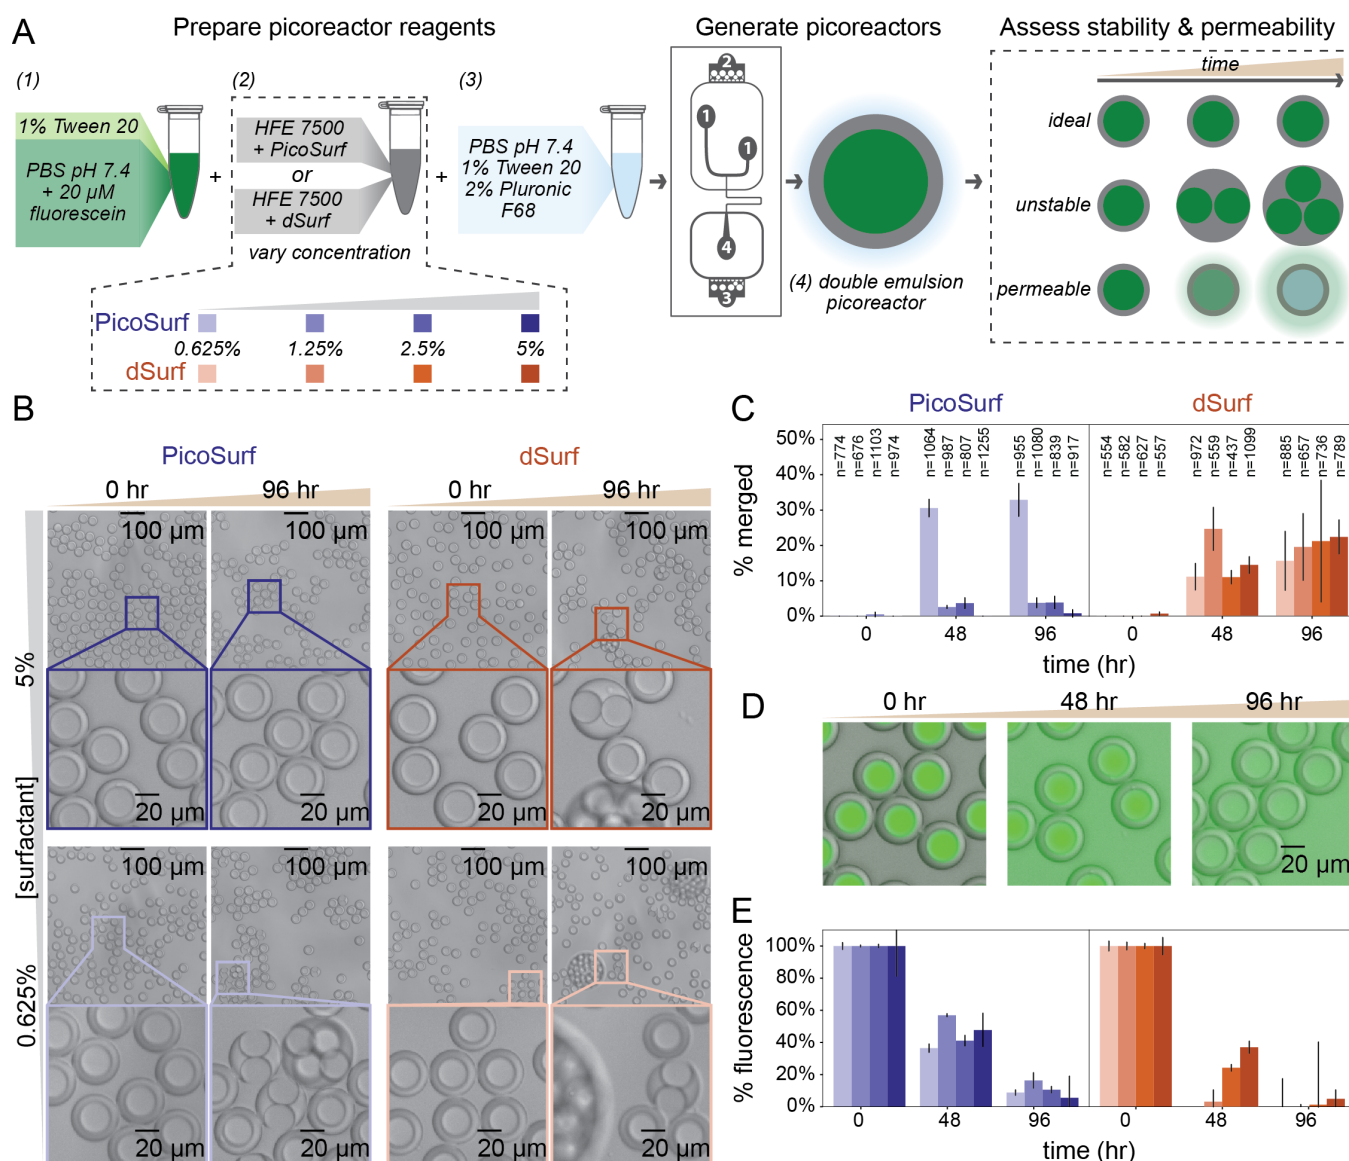 A
Prepare picoreactor reagents
Generate picoreactors
Assess stability & permeability
(1)
(2)
(3)
1% Tween 20
PBS pH 7.4
+ 20 µM
fluorescein
+
HFE 7500
+ PicoSurf
or
HFE 7500
+ dSurf
vary concentration
+
PBS pH 7.4
1% Tween 20
2% Pluronic
F68
2
1
1
4
3
(4) double emulsion
picoreactor
time
ideal
unstable
permeable
PicoSurf
0.625%
1.25%
2.5%
5%
dSurf
B
PicoSurf
dSurf
0 hr
96 hr
0 hr
96 hr
[surfactant]
5%
0.625%
100 µm
100 µm
100 µm
100 µm
20 µm
20 µm
20 µm
20 µm
100 µm
100 µm
100 µm
100 µm
20 µm
20 µm
20 µm
20 µm
C
PicoSurf
dSurf
% merged
50%
40%
30%
20%
10%
0%
n=774
n=676
n=1103
n=974
n=1064
n=987
n=807
n=1255
n=955
n=1080
n=839
n=917
n=554
n=582
n=627
n=557
n=972
n=559
n=437
n=1099
n=885
n=657
n=736
n=789
0
48
96
0
48
96
time (hr)
D
0 hr
48 hr
96 hr
20 µm
E
% fluorescence
100%
80%
60%
40%
20%
0%
0
48
96
0
48
96
time (hr)